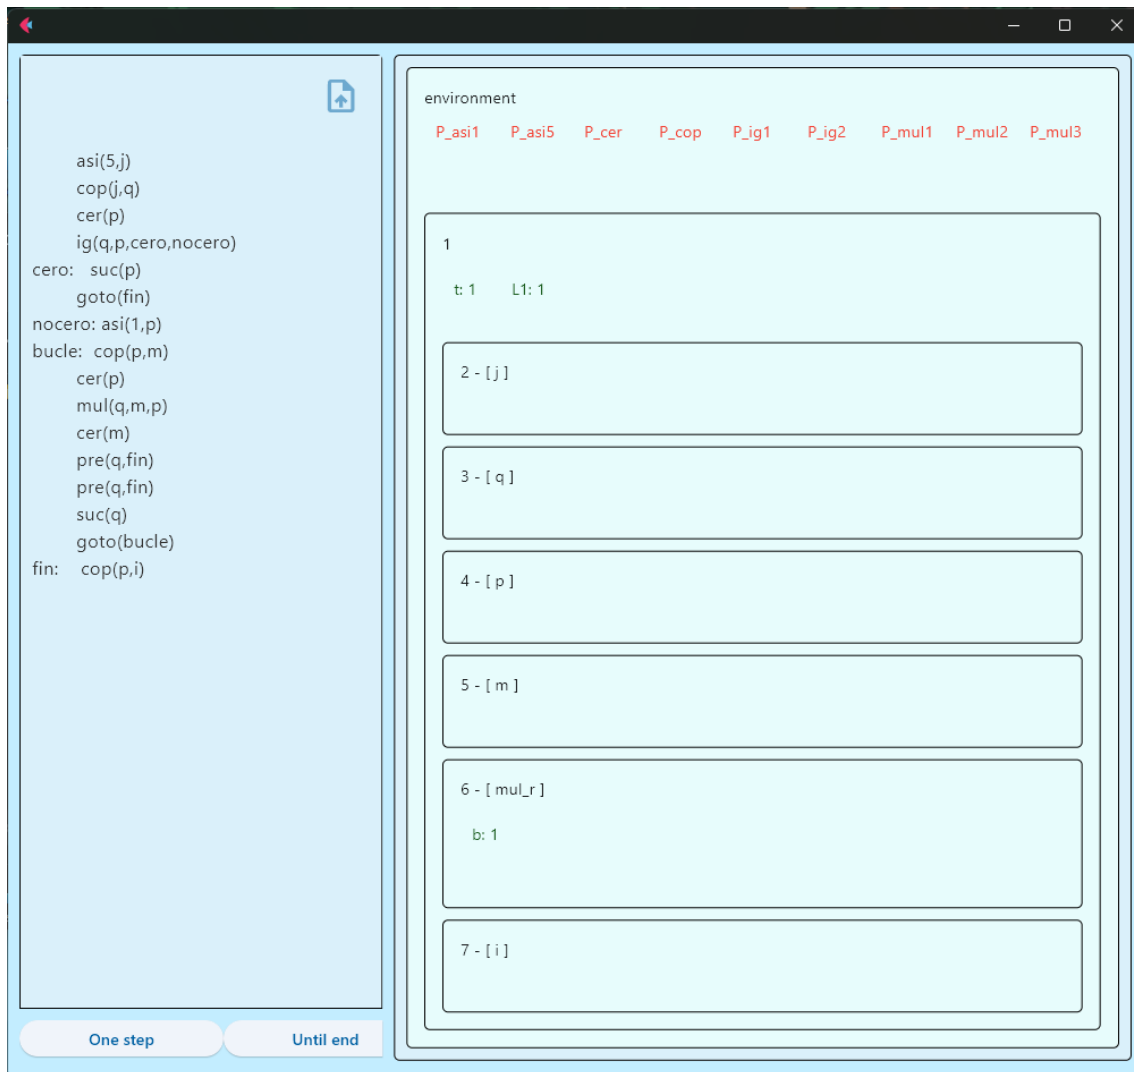 asi(5,j)
cop(j,q)
cer(p)
ig(q,p,cero,nocero)
cero: suc(p)
goto(fin)
nocero: asi(1,p)
bucle: cop(p,m)
cer(p)
mul(q,m,p)
cer(m)
pre(q,fin)
pre(q,fin)
suc(q)
goto(bucle)
fin: cop(p,i)
One step Until end
environment
P_asi1 P_asi5 P_cer P_cop P_ig1 P_ig2 P_mul1 P_mul2 P_mul3
1
t: 1 L1: 1
2 - [ j ]
3 - [ q ]
4 - [ p ]
5 - [ m ]
6 - [ mul_r ]
b: 1
7 - [ i ]